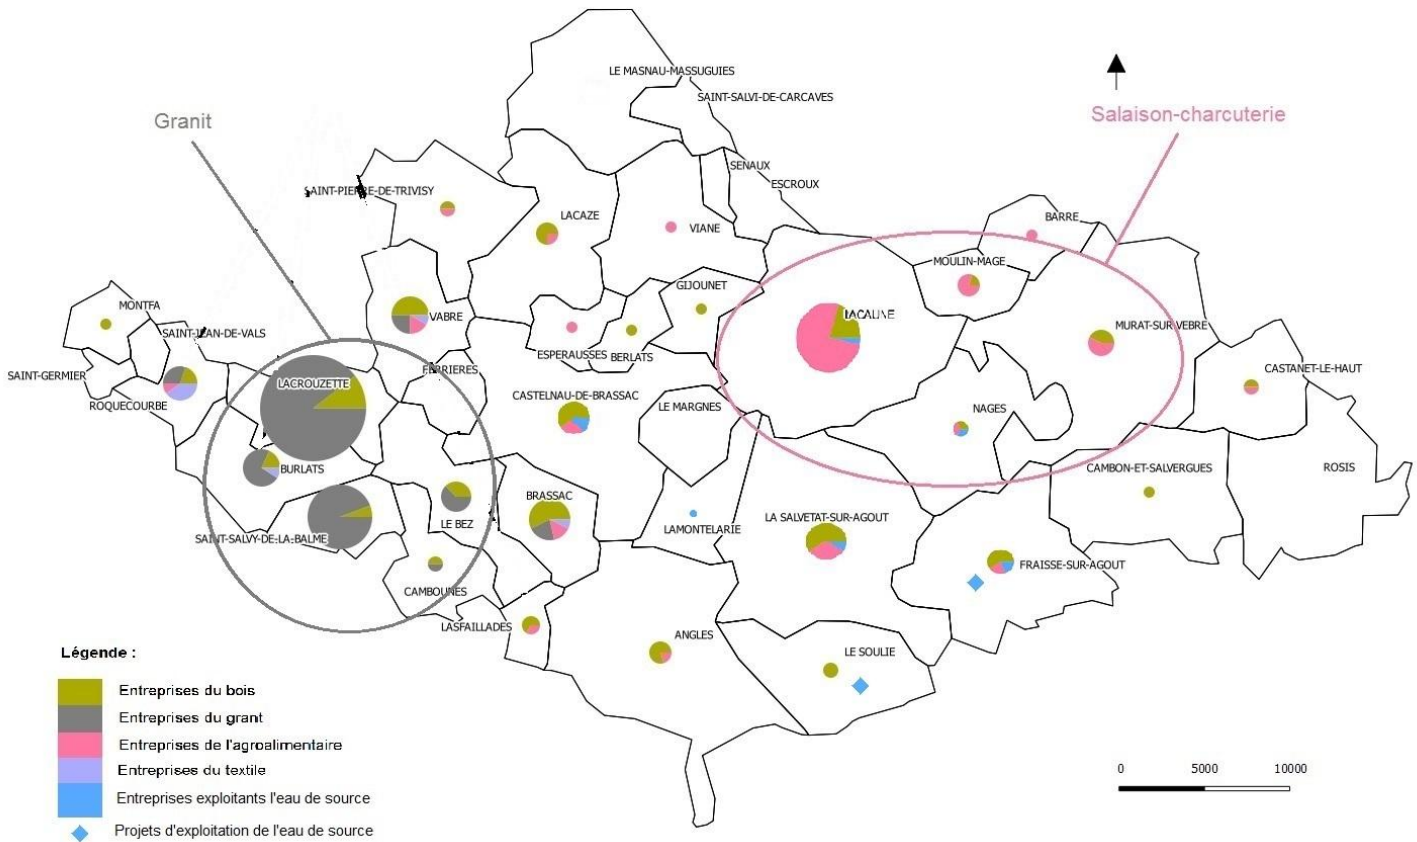 LE MASNAU-MASSUGUIES
SAINT-SALVI-DE-CARCAVES
Granit
Salaison-charcuterie
SENAUX
ESCROUX
SAINT-PIERRE-DE-TRIVISY
LACAZE
VIANE
BARRE
MOULIN-MAGE
GIJOUNET
MONTFA
VABRE
LACAUNE
MURAT-SUR-VEBRE
SAINT-JEAN-DE-VALS
ESPERAUSSES
BERLATS
SAINT-GERMIER
FERRIERES
CASTANET-LE-HAUT
LACROUZETTE
ROQUECOURBE
CASTELNAU-DE-BRASSAC
LE MARGNES
NAGES
BURLATS
CAMBON-ET-SALVERGUES
ROSIS
BRASSAC
LE BEZ
LAMONTELARIE
LA SALVETAT-SUR-AGOUT
SAINT-SALVY-DE-LA-BALME
FRAISSE-SUR-AGOUT
CAMBOUNES
LASFAILLADES
ANGLES
LE SOULIE
Légende :
Entreprises du bois
Entreprises du grant
Entreprises de l'agroalimentaire
Entreprises du textile
Entreprises exploitants l'eau de source
Projets d'exploitation de l'eau de source
0 5000 10000